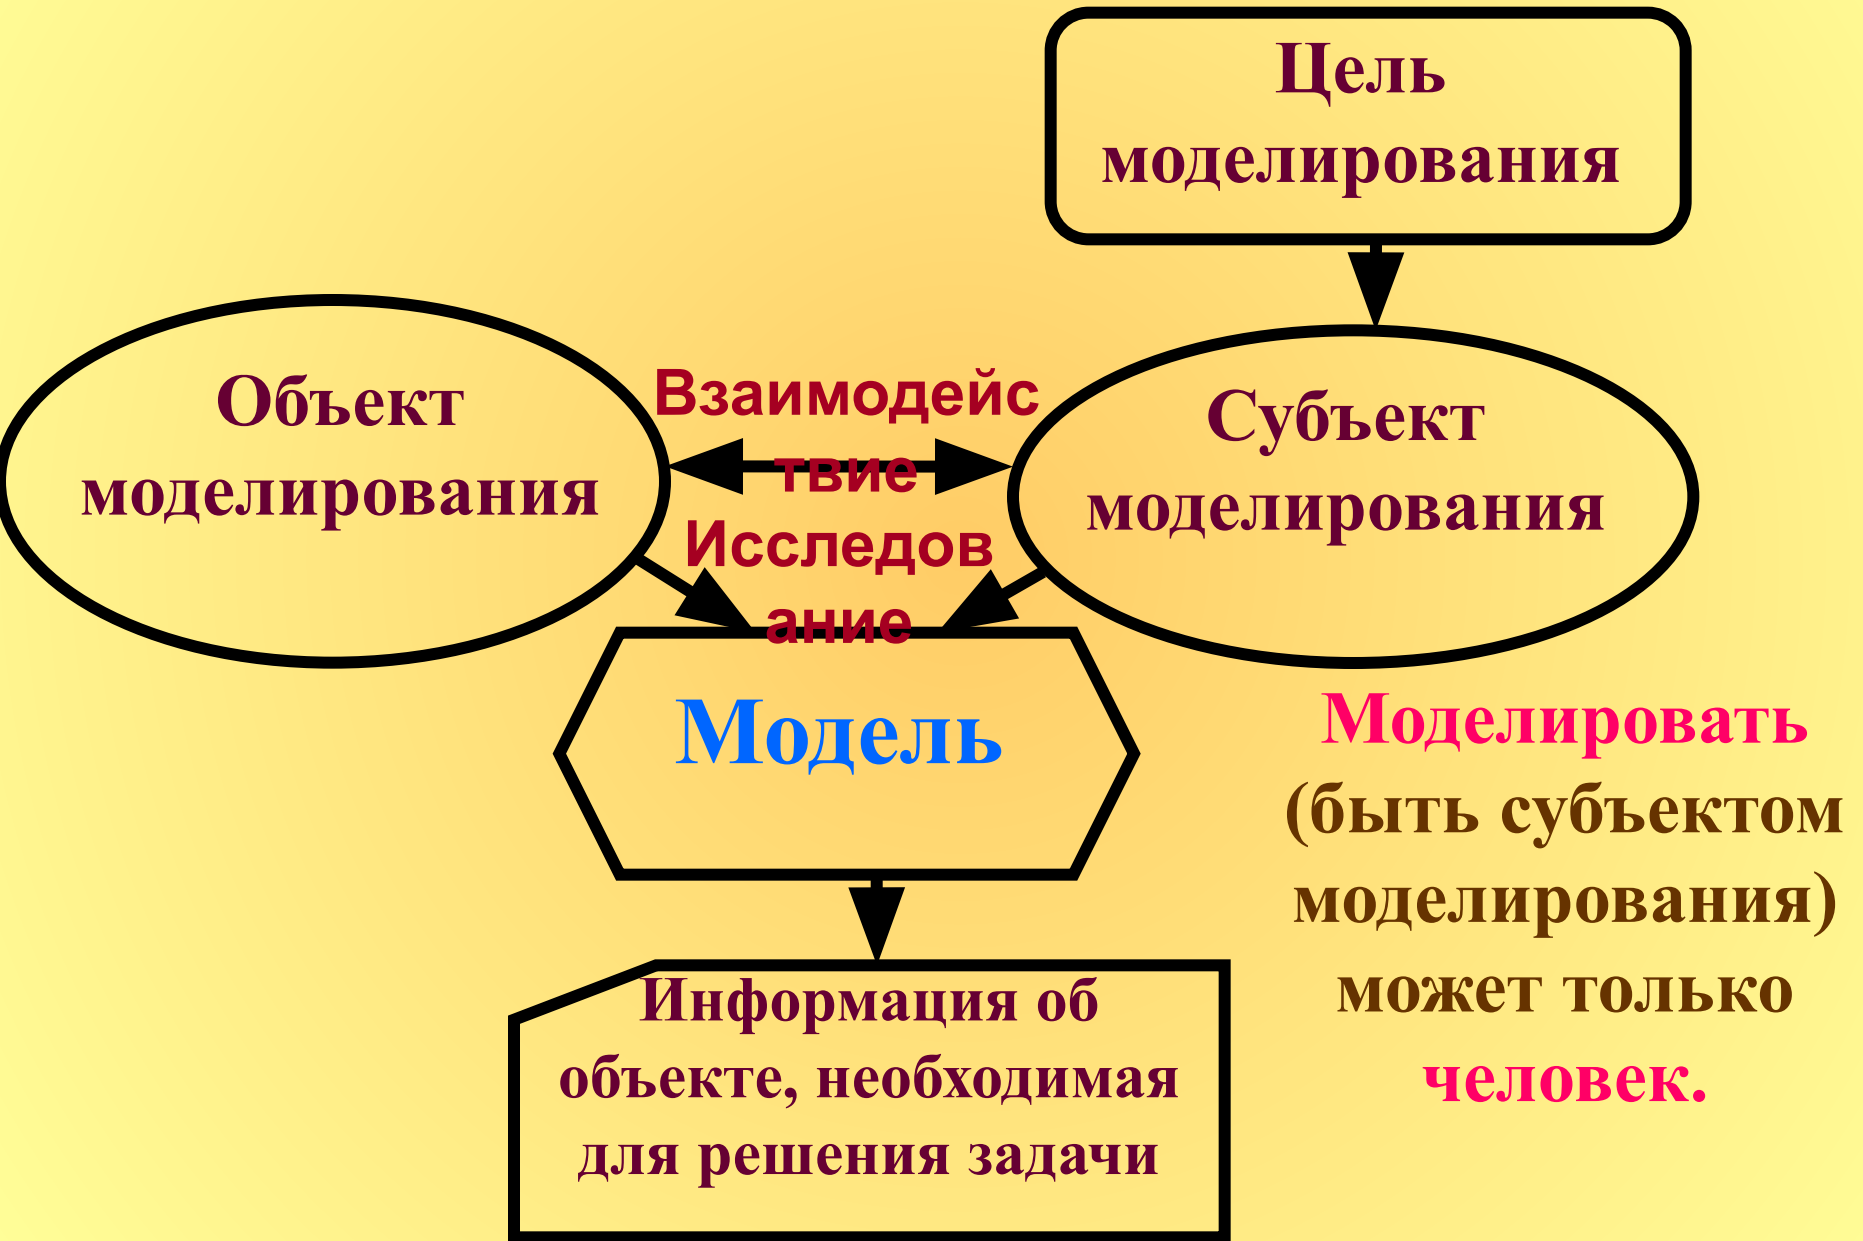 Цель
моделирования
Объект
моделирования
Взаимодейс
твие
Исследов
ание
Субъект
моделирования
Модель
Моделировать
(быть субъектом
моделирования)
может только
человек.
Информация об
объекте, необходимая
для решения задачи